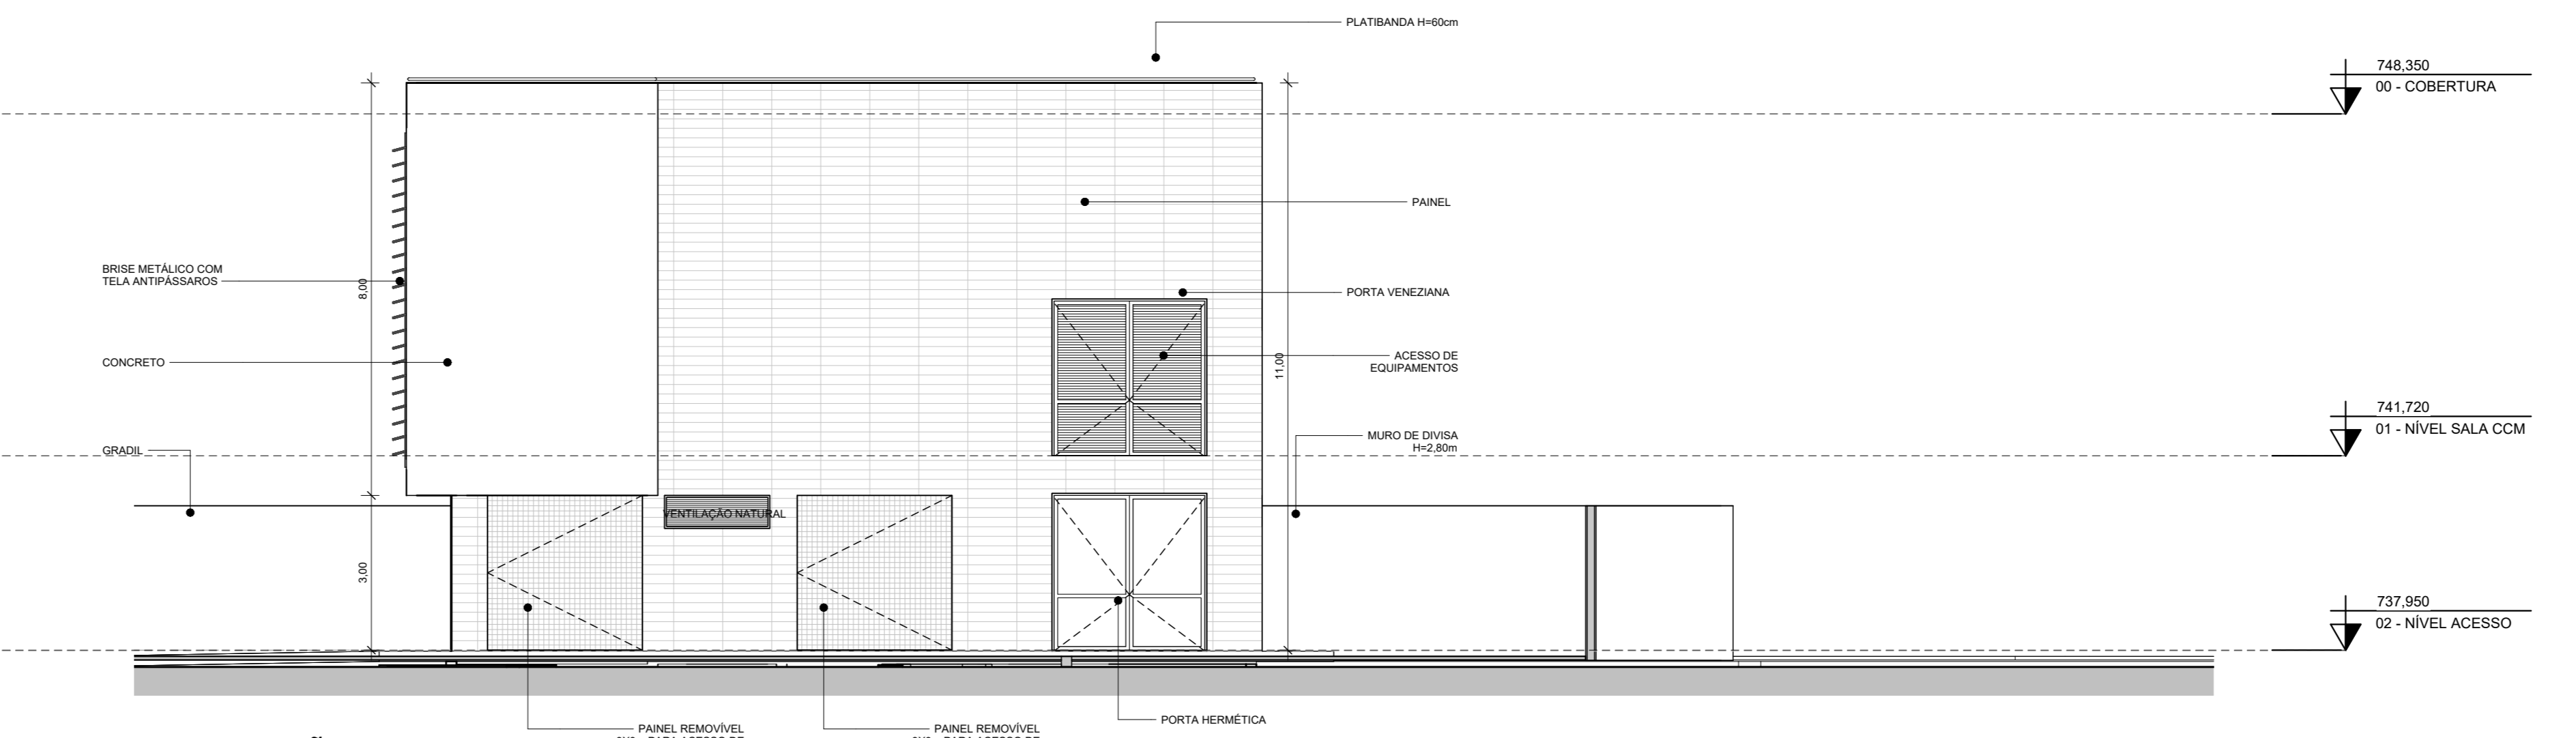 PLATIBANDA H=60cm
748,350
00 - COBERTURA
PAINEL
BRISE METÁLICO COM
TELA ANTIPÁSSAROS
8,00
PORTA VENEZIANA
CONCRETO
11,00
ACESSO DE
EQUIPAMENTOS
741,720
01 - NÍVEL SALA CCM
GRADIL
MURO DE DIVISA
H=2,80m
VENTILAÇÃO NATURAL
3,00
737,950
02 - NÍVEL ACESSO
PORTA HERMÉTICA
PAINEL REMOVÍVEL
PAINEL REMOVÍVEL